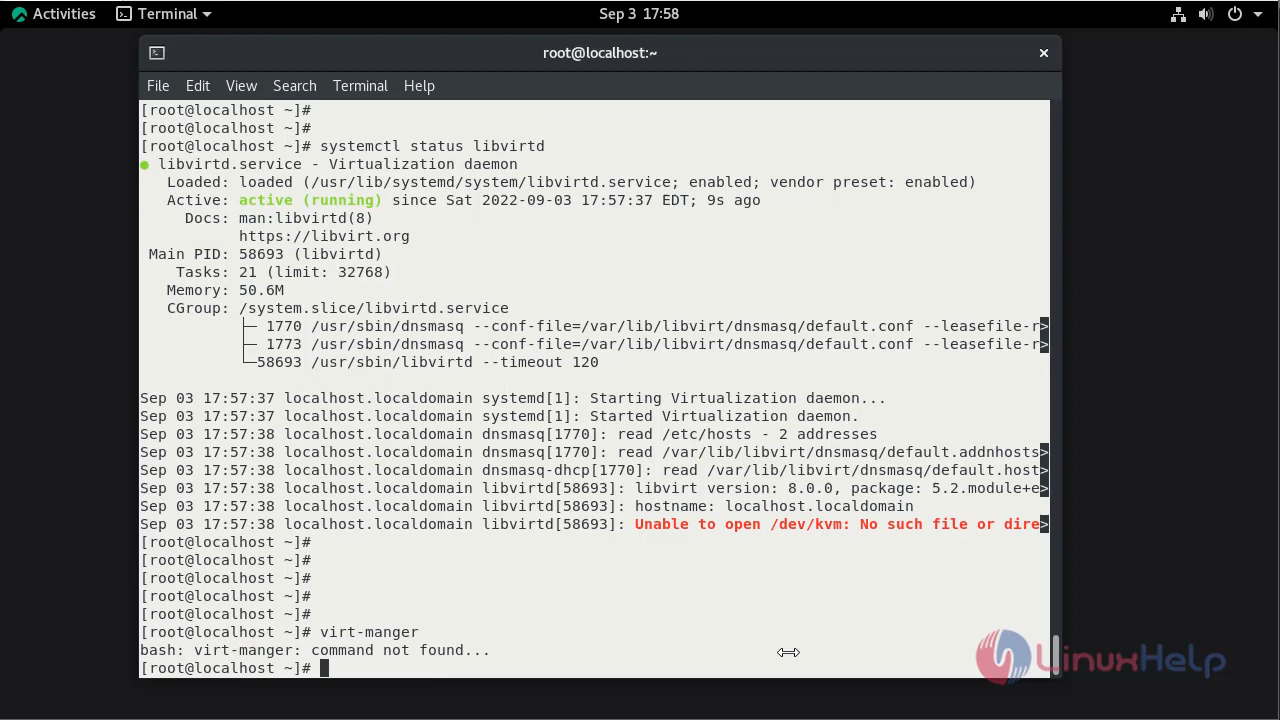 Activities Terminal Sep 3 17:58
root@localhost:~
File Edit View Search Terminal Help
[root@localhost ~]#
[root@localhost ~]#
[root@localhost ~]# systemctl status libvirtd
● libvirtd.service - Virtualization daemon
   Loaded: loaded (/usr/lib/systemd/system/libvirtd.service; enabled; vendor preset: enabled)
   Active: active (running) since Sat 2022-09-03 17:57:37 EDT; 9s ago
     Docs: man:libvirtd(8)
           https://libvirt.org
 Main PID: 58693 (libvirtd)
    Tasks: 21 (limit: 32768)
   Memory: 50.6M
   CGroup: /system.slice/libvirtd.service
           ├─ 1770 /usr/sbin/dnsmasq --conf-file=/var/lib/libvirt/dnsmasq/default.conf --leasefile-r>
           ├─ 1773 /usr/sbin/dnsmasq --conf-file=/var/lib/libvirt/dnsmasq/default.conf --leasefile-r>
           └─58693 /usr/sbin/libvirtd --timeout 120
Sep 03 17:57:37 localhost.localdomain systemd[1]: Starting Virtualization daemon...
Sep 03 17:57:37 localhost.localdomain systemd[1]: Started Virtualization daemon.
Sep 03 17:57:38 localhost.localdomain dnsmasq[1770]: read /etc/hosts - 2 addresses
Sep 03 17:57:38 localhost.localdomain dnsmasq[1770]: read /var/lib/libvirt/dnsmasq/default.addnhosts>
Sep 03 17:57:38 localhost.localdomain dnsmasq-dhcp[1770]: read /var/lib/libvirt/dnsmasq/default.host>
Sep 03 17:57:38 localhost.localdomain libvirtd[58693]: libvirt version: 8.0.0, package: 5.2.module+e>
Sep 03 17:57:38 localhost.localdomain libvirtd[58693]: hostname: localhost.localdomain
Sep 03 17:57:38 localhost.localdomain libvirtd[58693]: Unable to open /dev/kvm: No such file or dire>
[root@localhost ~]#
[root@localhost ~]#
[root@localhost ~]#
[root@localhost ~]#
[root@localhost ~]#
[root@localhost ~]# virt-manger
bash: virt-manger: command not found...
[root@localhost ~]#
LinuxHelp